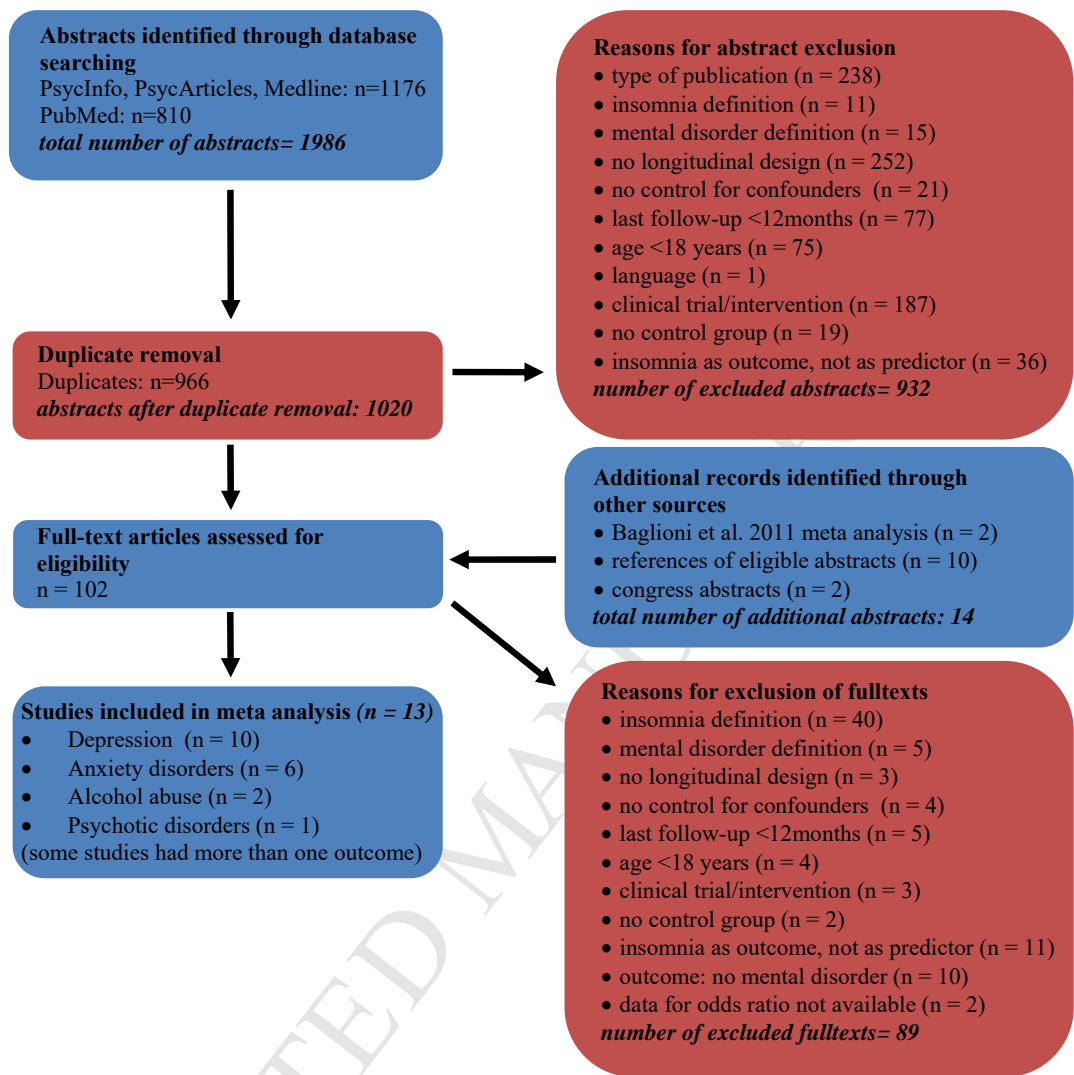 Abstracts identified through database
searching
PsycInfo, PsycArticles, Medline: n=1176
PubMed: n=810
total number of abstracts= 1986
Reasons for abstract exclusion
• type of publication (n = 238)
• insomnia definition (n = 11)
• mental disorder definition (n = 15)
• no longitudinal design (n = 252)
• no control for confounders (n = 21)
• last follow-up <12months (n = 77)
• age <18 years (n = 75)
• language (n = 1)
• clinical trial/intervention (n = 187)
• no control group (n = 19)
• insomnia as outcome, not as predictor (n = 36)
number of excluded abstracts= 932
Duplicate removal
Duplicates: n=966
abstracts after duplicate removal: 1020
Additional records identified through
other sources
• Baglioni et al. 2011 meta analysis (n = 2)
• references of eligible abstracts (n = 10)
• congress abstracts (n = 2)
total number of additional abstracts: 14
Full-text articles assessed for
eligibility
n = 102
Reasons for exclusion of fulltexts
• insomnia definition (n = 40)
• mental disorder definition (n = 5)
• no longitudinal design (n = 3)
• no control for confounders (n = 4)
• last follow-up <12months (n = 5)
• age <18 years (n = 4)
• clinical trial/intervention (n = 3)
• no control group (n = 2)
• insomnia as outcome, not as predictor (n = 11)
• outcome: no mental disorder (n = 10)
• data for odds ratio not available (n = 2)
number of excluded fulltexts= 89
Studies included in meta analysis (n = 13)
• Depression (n = 10)
• Anxiety disorders (n = 6)
• Alcohol abuse (n = 2)
• Psychotic disorders (n = 1)
(some studies had more than one outcome)